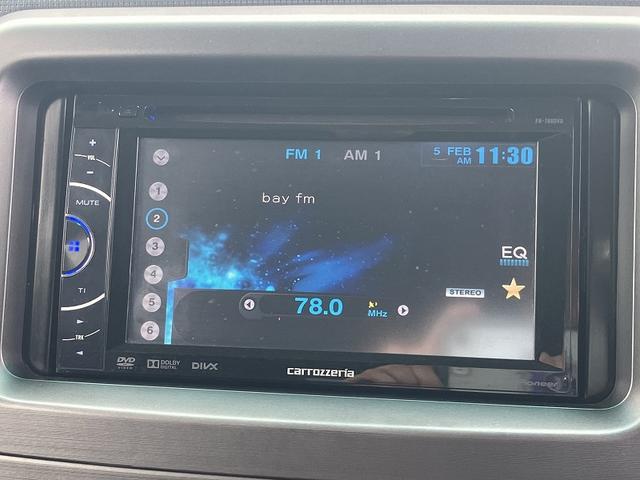 FH-780DVD
+
VOL
-
MUTE
TI
TRK
FM 1 AM 1
5 FEB AM 11:30
1
bay fm
2
3
EQ
4
5
STEREO
78.0 MHz
6
DVD VIDEO
DOLBY DIGITAL
DIVX
carrozzeria
Pioneer